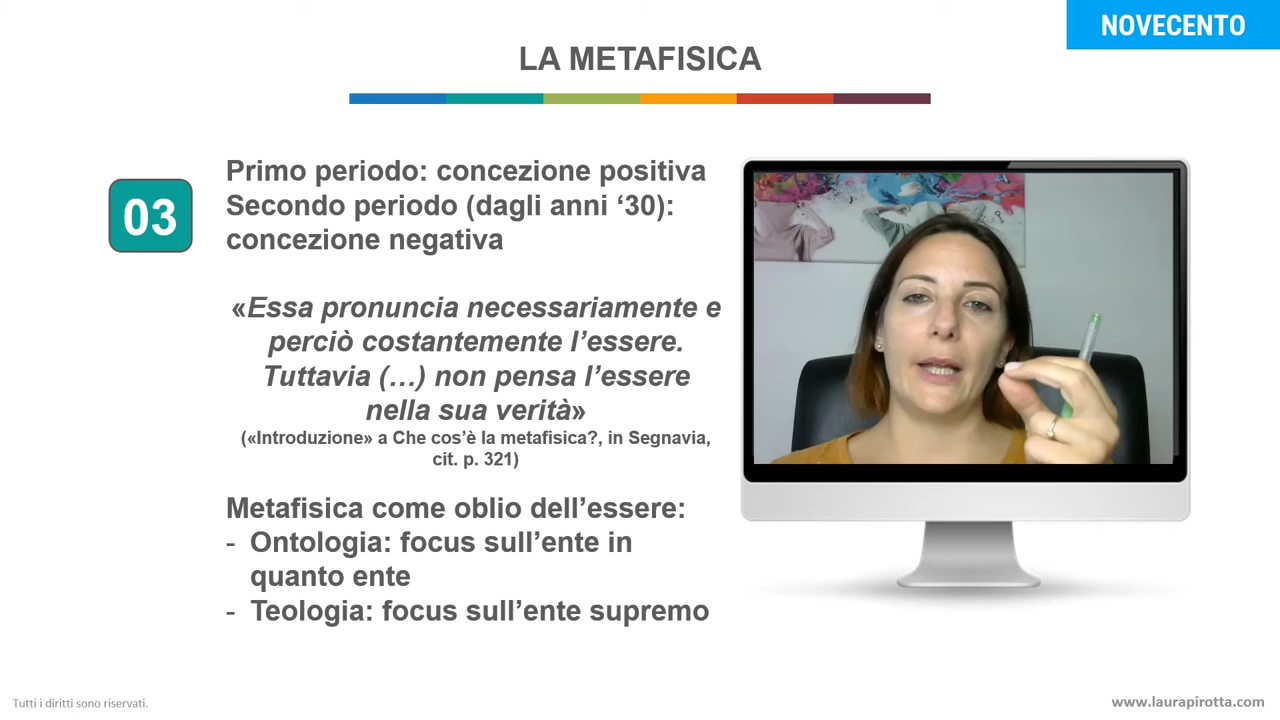 NOVECENTO
LA METAFISICA
03
Primo periodo: concezione positiva
Secondo periodo (dagli anni ‘30):
concezione negativa
«Essa pronuncia necessariamente e
perciò costantemente l’essere.
Tuttavia (…) non pensa l’essere
nella sua verità»
(«Introduzione» a Che cos’è la metafisica?, in Segnavia,
cit. p. 321)
Metafisica come oblio dell’essere:
- Ontologia: focus sull’ente in
quanto ente
- Teologia: focus sull’ente supremo
Tutti i diritti sono riservati.
www.laurapirotta.com